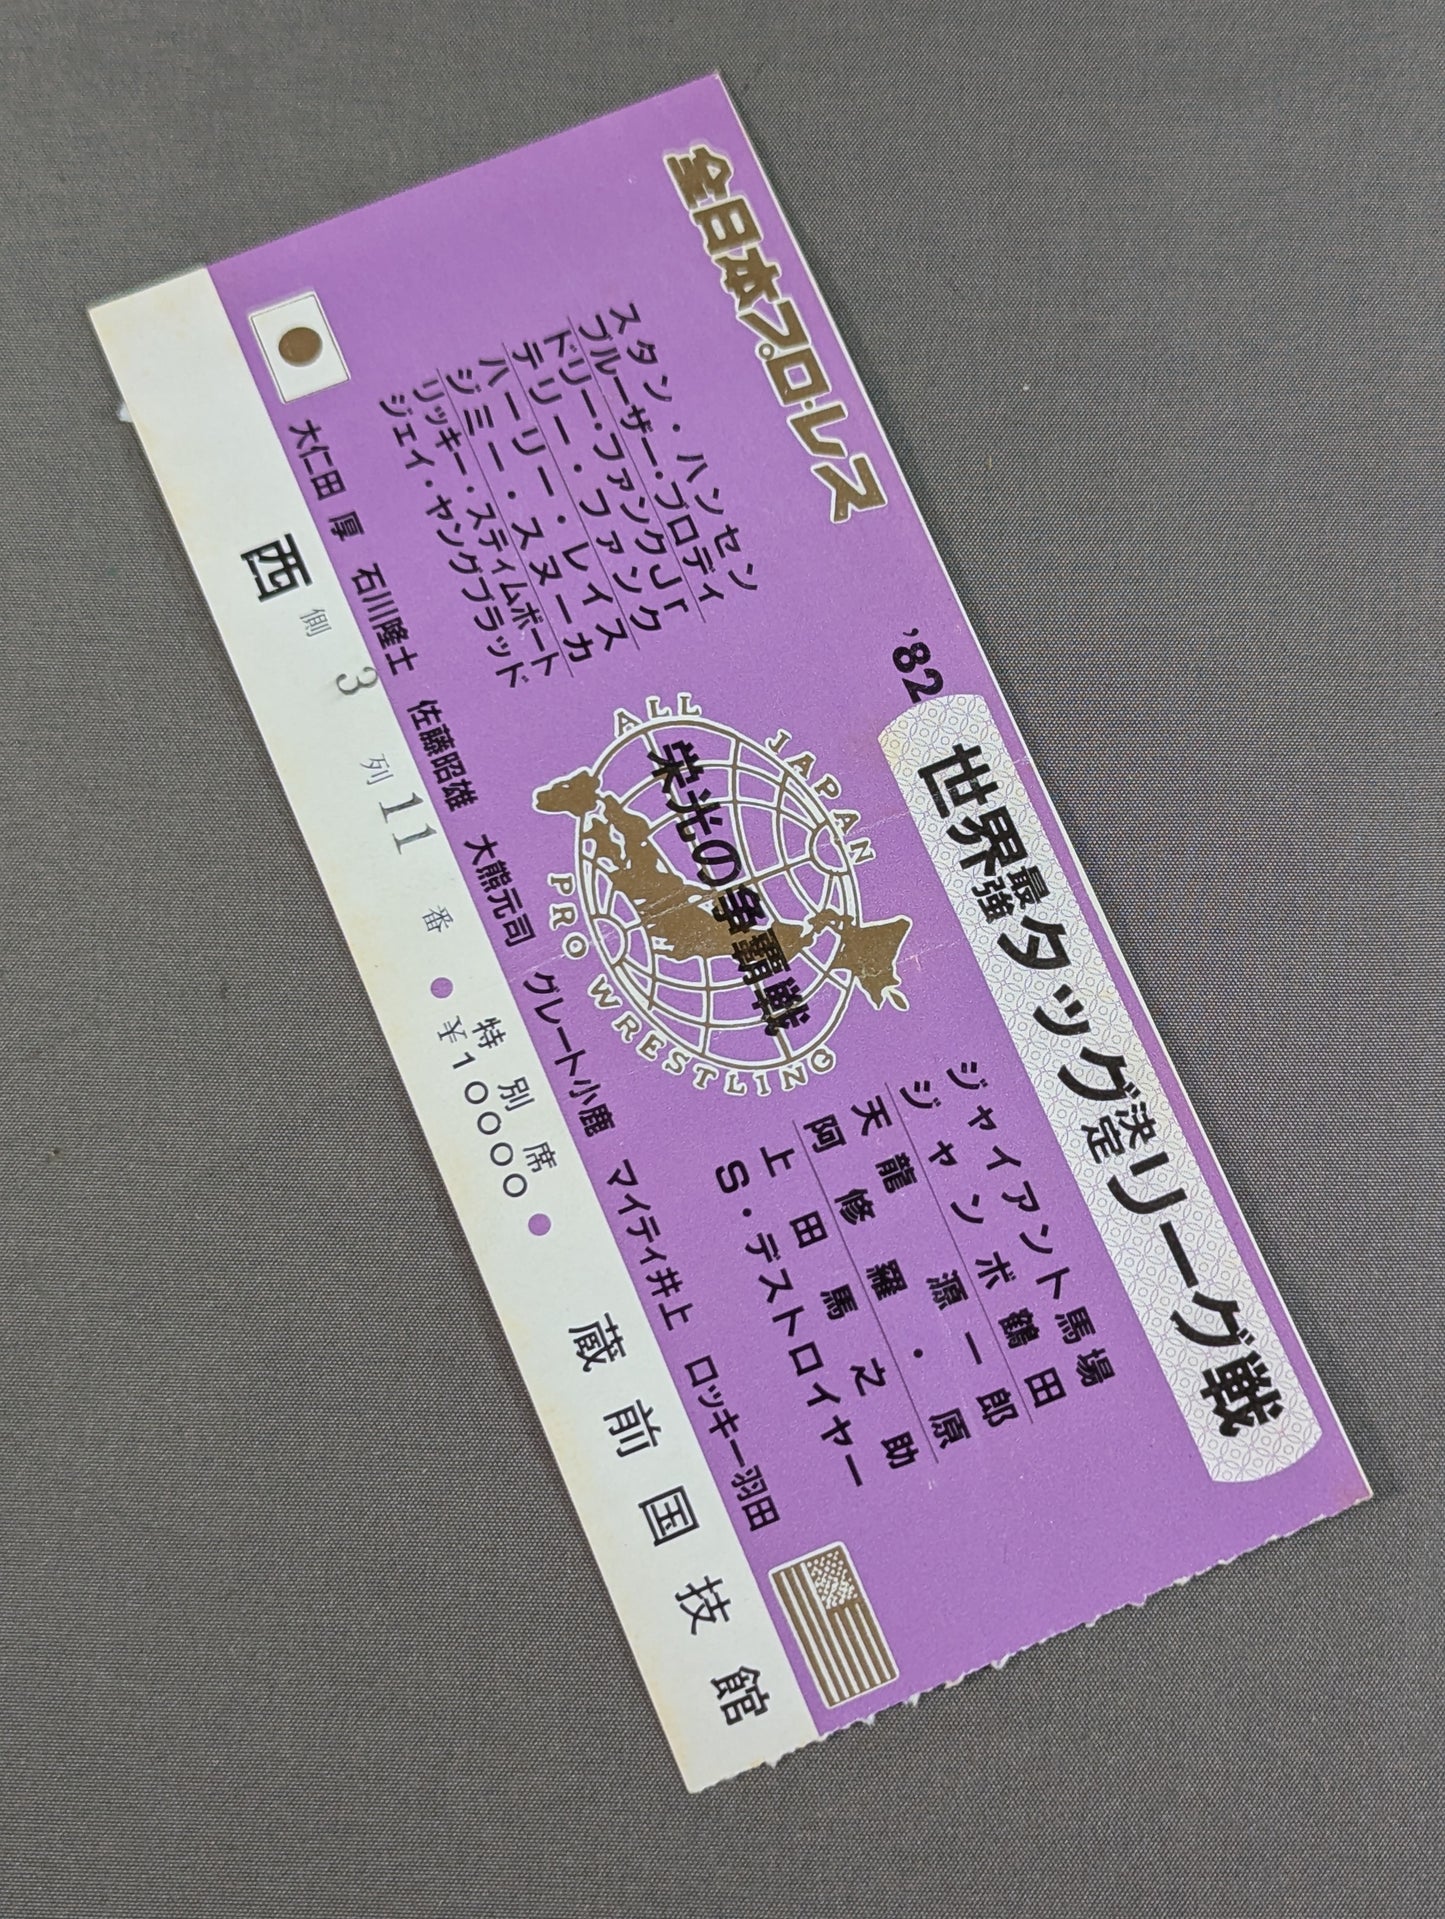 全日本プロ・レス
'82 世界最強タッグ決定リーグ戦
スタン・ハンセン
ブルーザー・ブロディ
ドリー・ファンクJr
テリー・ファンク
ハーリー・レイス
ジミー・スヌーカ
リッキー・スティムボート
ジェイ・ヤングブラッド
ALL JAPAN
栄光の争覇戦
PRO WRESTLING
ジャイアント馬場
ジャンボ鶴田
天龍源一郎
阿修羅・原
上田馬之助
S・デストロイヤー
大仁田厚 石川隆士 佐藤昭雄 大熊元司 グレート小鹿 マイティ井上 ロッキー羽田
西側 3列 11番 ●特別席 ¥10000● 蔵前国技館